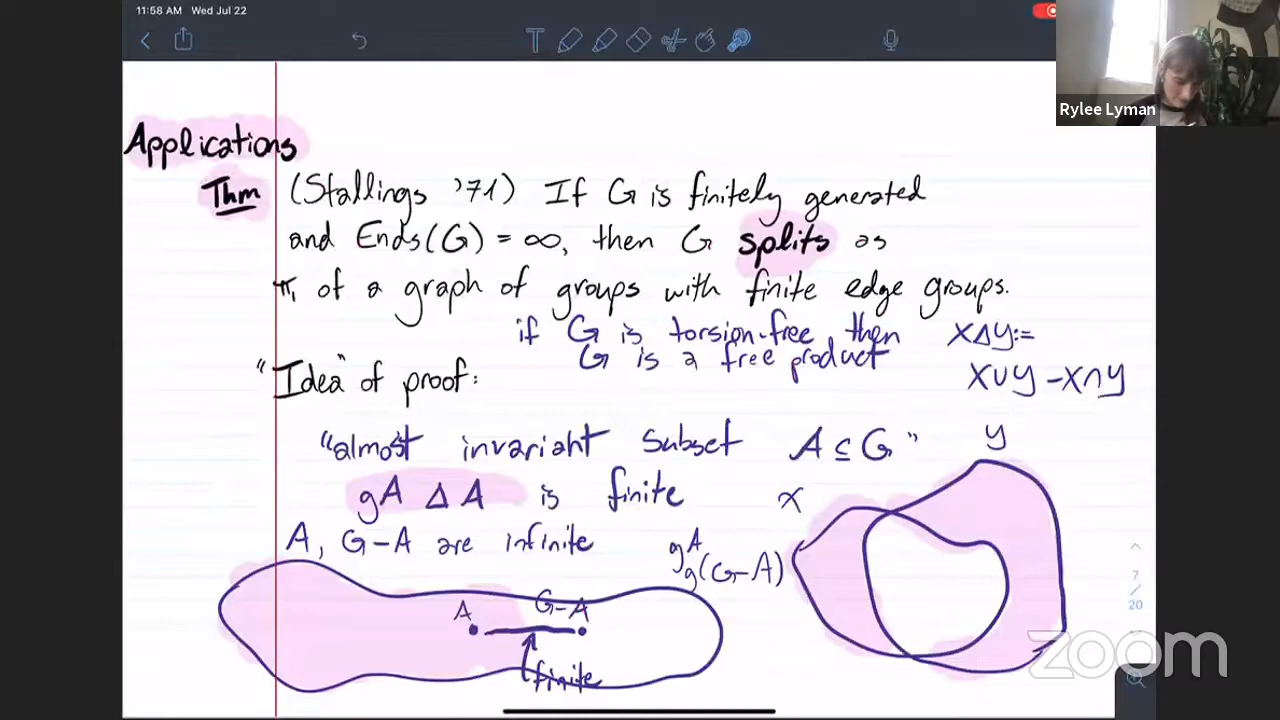 11:58 AM Wed Jul 22
Rylee Lyman
Applications
Thm (Stallings '71) If G is finitely generated
and Ends(G) = ∞, then G splits as
π₁ of a graph of groups with finite edge groups.
if G is torsion-free then
G is a free product
XΔY:=
X∪Y -X∩Y
"Idea" of proof:
"almost invariant subset A ⊆ G"
gA Δ A is finite
A, G-A are infinite
gA
g(G-A)
X
Y
A
G-A
finite
7
/
20
zoom